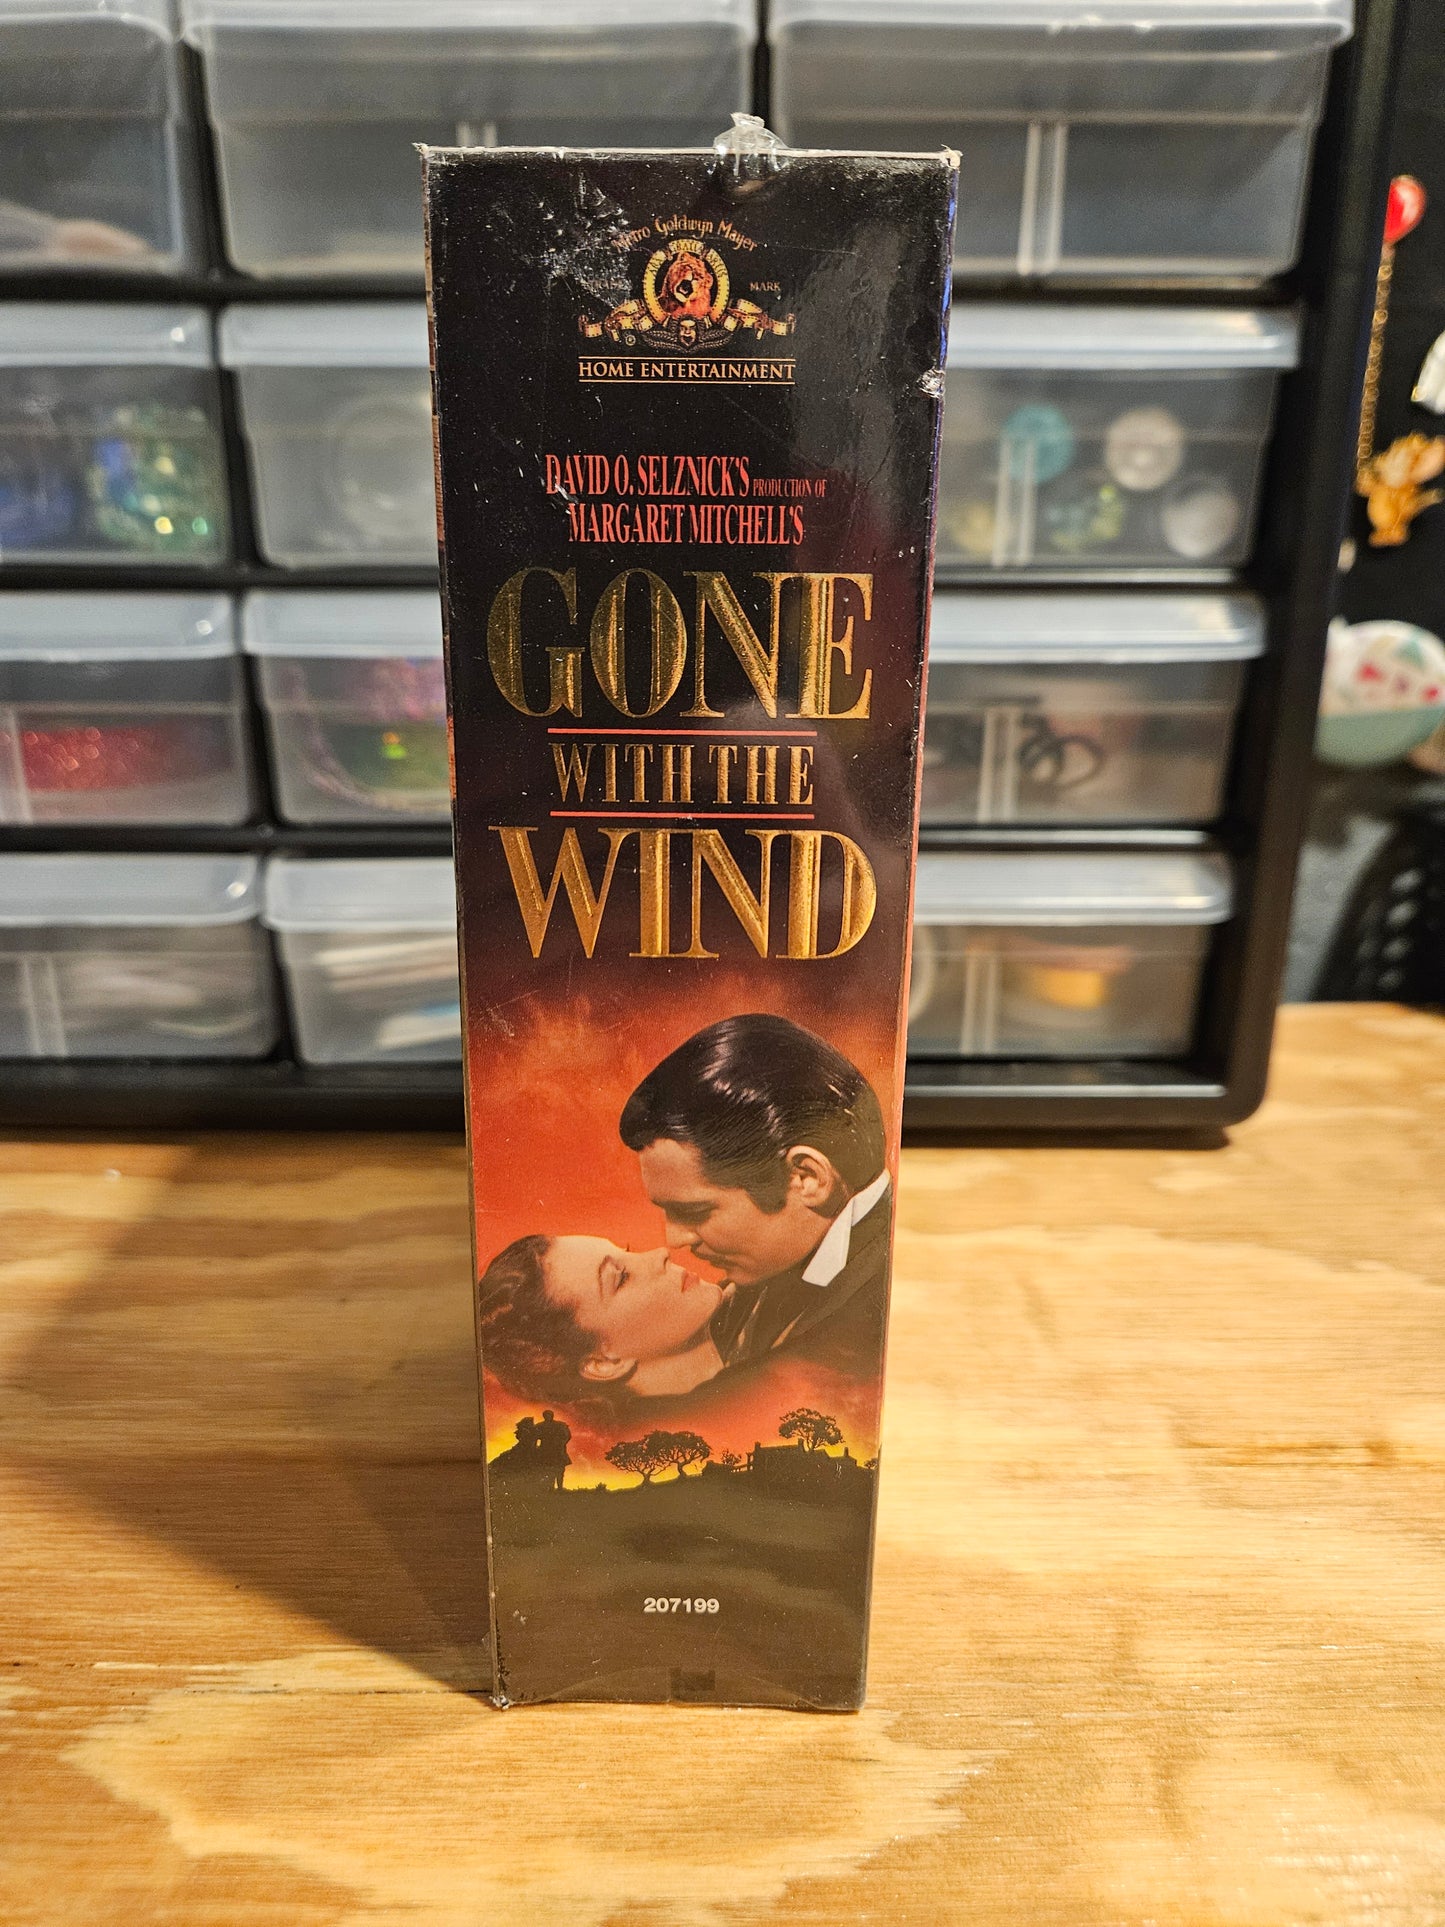 Metro Goldwyn Mayer
MARK
HOME ENTERTAINMENT
DAVID O. SELZNICK'S PRODUCTION OF
MARGARET MITCHELL'S
GONE
WITH THE
WIND
207199